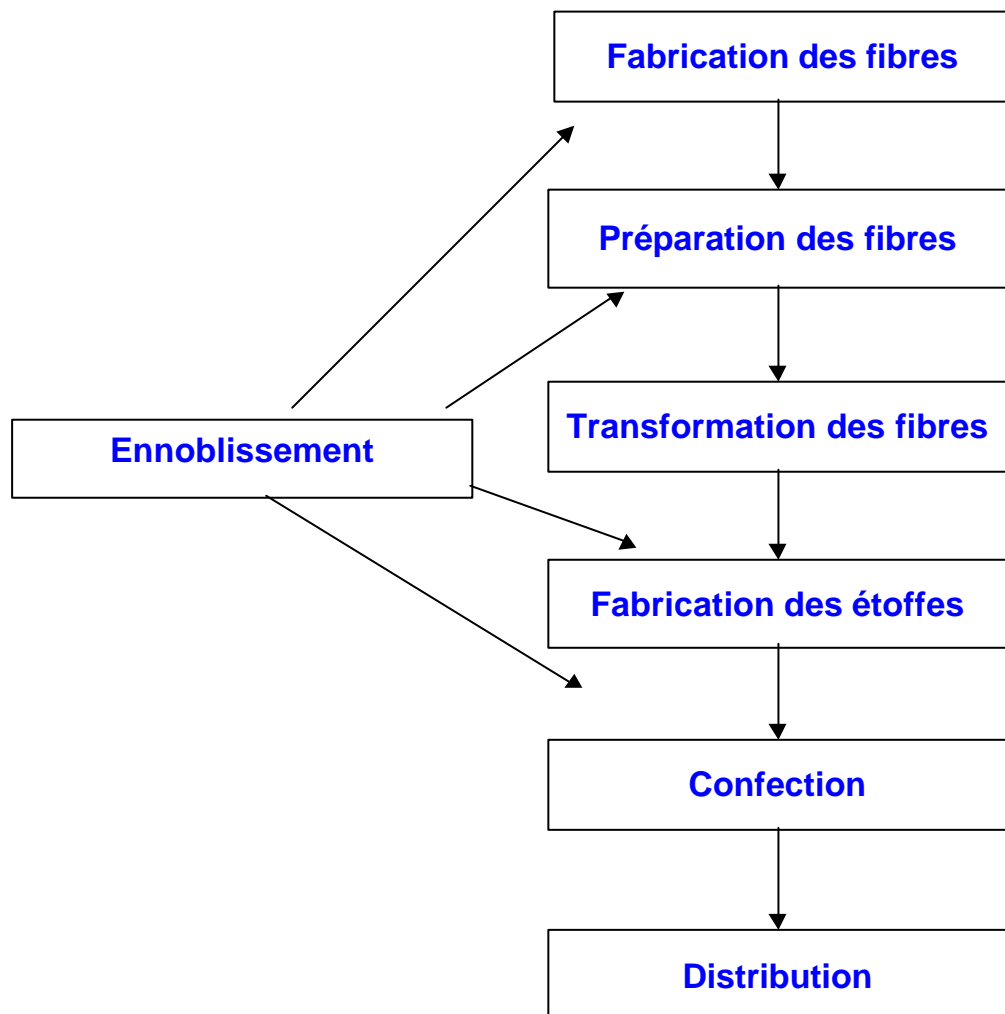 Fabrication des fibres
Préparation des fibres
Transformation des fibres
Ennoblissement
Fabrication des étoffes
Confection
Distribution